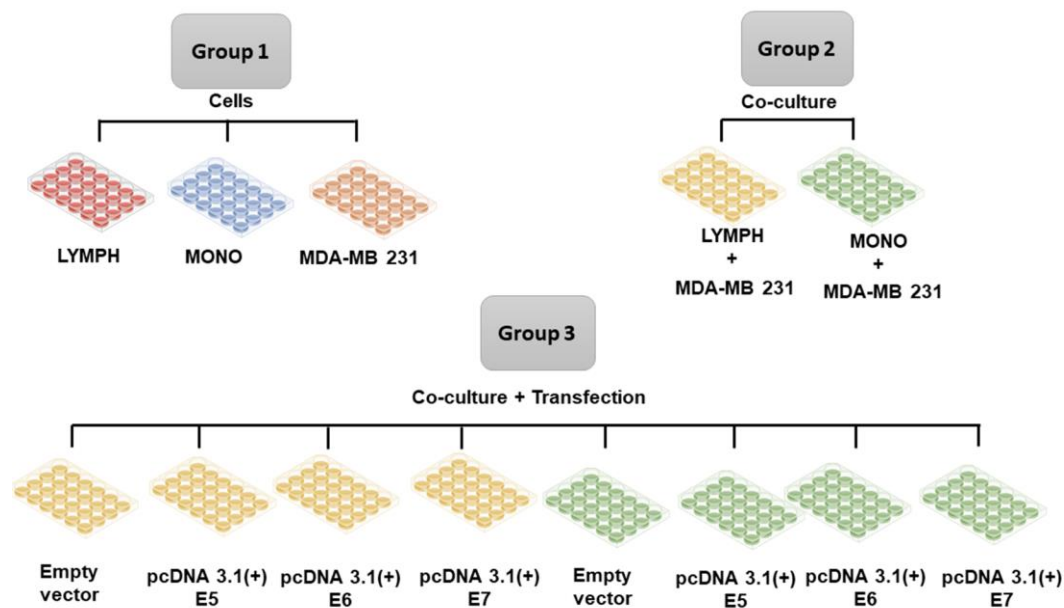 Group 1
Cells
LYMPH
MONO
MDA-MB 231
Group 2
Co-culture
LYMPH
+
MDA-MB 231
MONO
+
MDA-MB 231
Group 3
Co-culture + Transfection
Empty
vector
pcDNA 3.1(+)
E5
pcDNA 3.1(+)
E6
pcDNA 3.1(+)
E7
Empty
vector
pcDNA 3.1(+)
E5
pcDNA 3.1(+)
E6
pcDNA 3.1(+)
E7